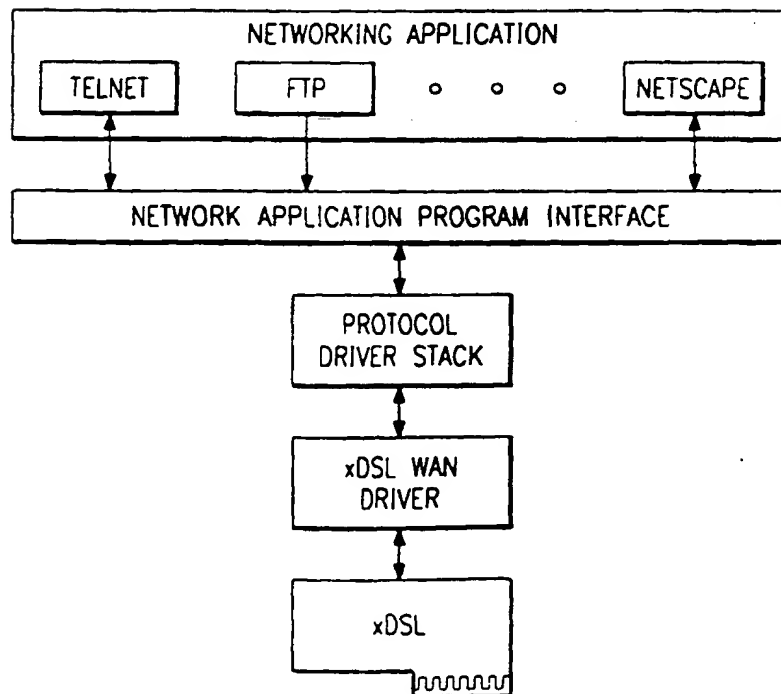 NETWORKING APPLICATION
TELNET
FTP
NETSCAPE
NETWORK APPLICATION PROGRAM INTERFACE
PROTOCOL
DRIVER STACK
xDSL WAN
DRIVER
xDSL